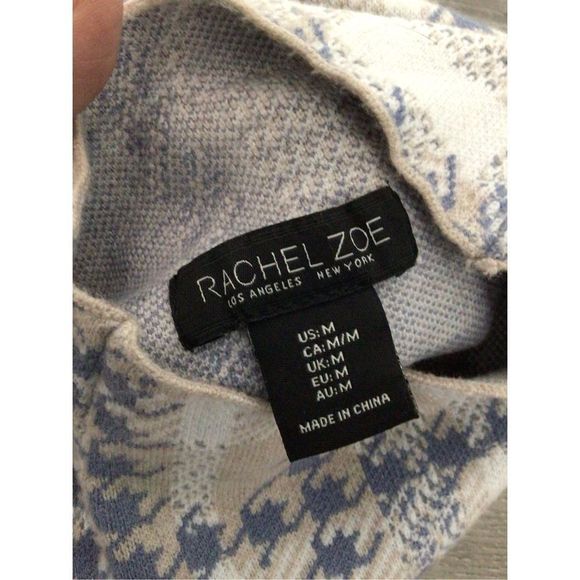 RACHEL ZOE
LOS ANGELES NEW YORK
US: M
CA: M/M
UK: M
EU: M
AU: M
MADE IN CHINA